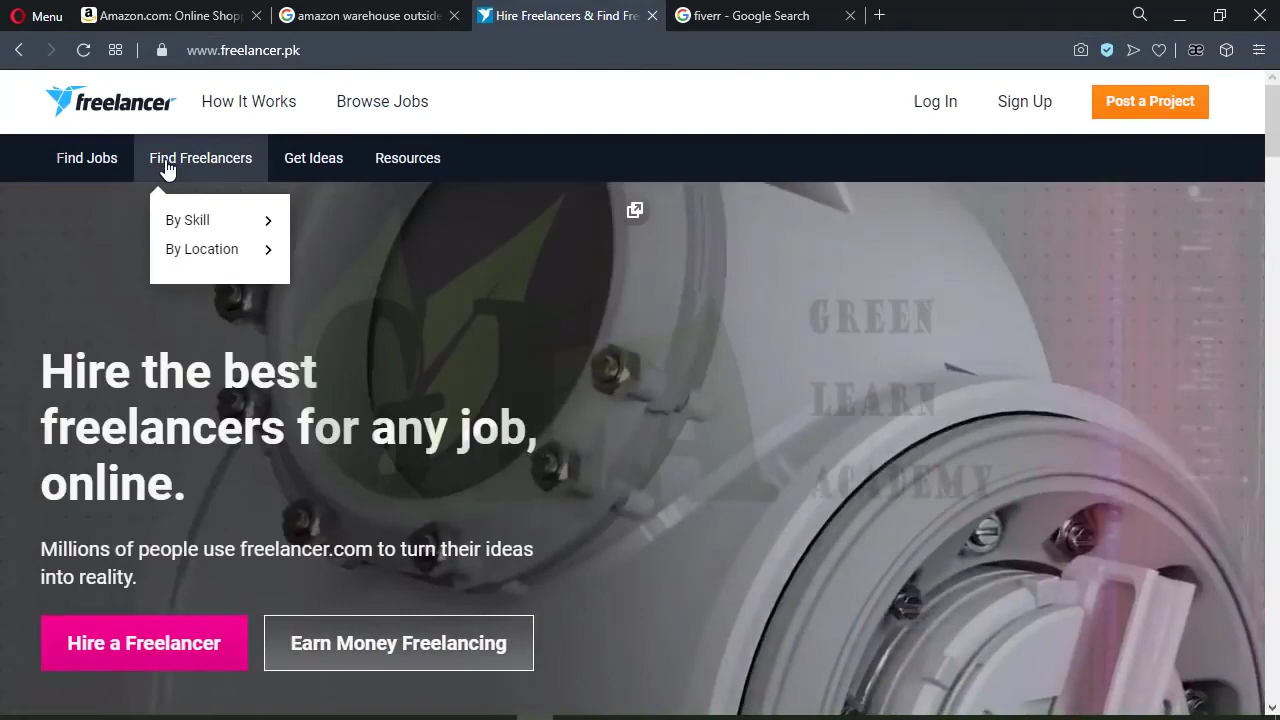 Menu
Amazon.com: Online Shopp
amazon warehouse outside
Hire Freelancers & Find Fre
fiverr - Google Search
www.freelancer.pk
freelancer
How It Works
Browse Jobs
Log In
Sign Up
Post a Project
Find Jobs
Find Freelancers
Get Ideas
Resources
By Skill
By Location
GREEN
LEARN
ACADEMY
Hire the best
freelancers for any job,
online.
Millions of people use freelancer.com to turn their ideas
into reality.
Hire a Freelancer
Earn Money Freelancing